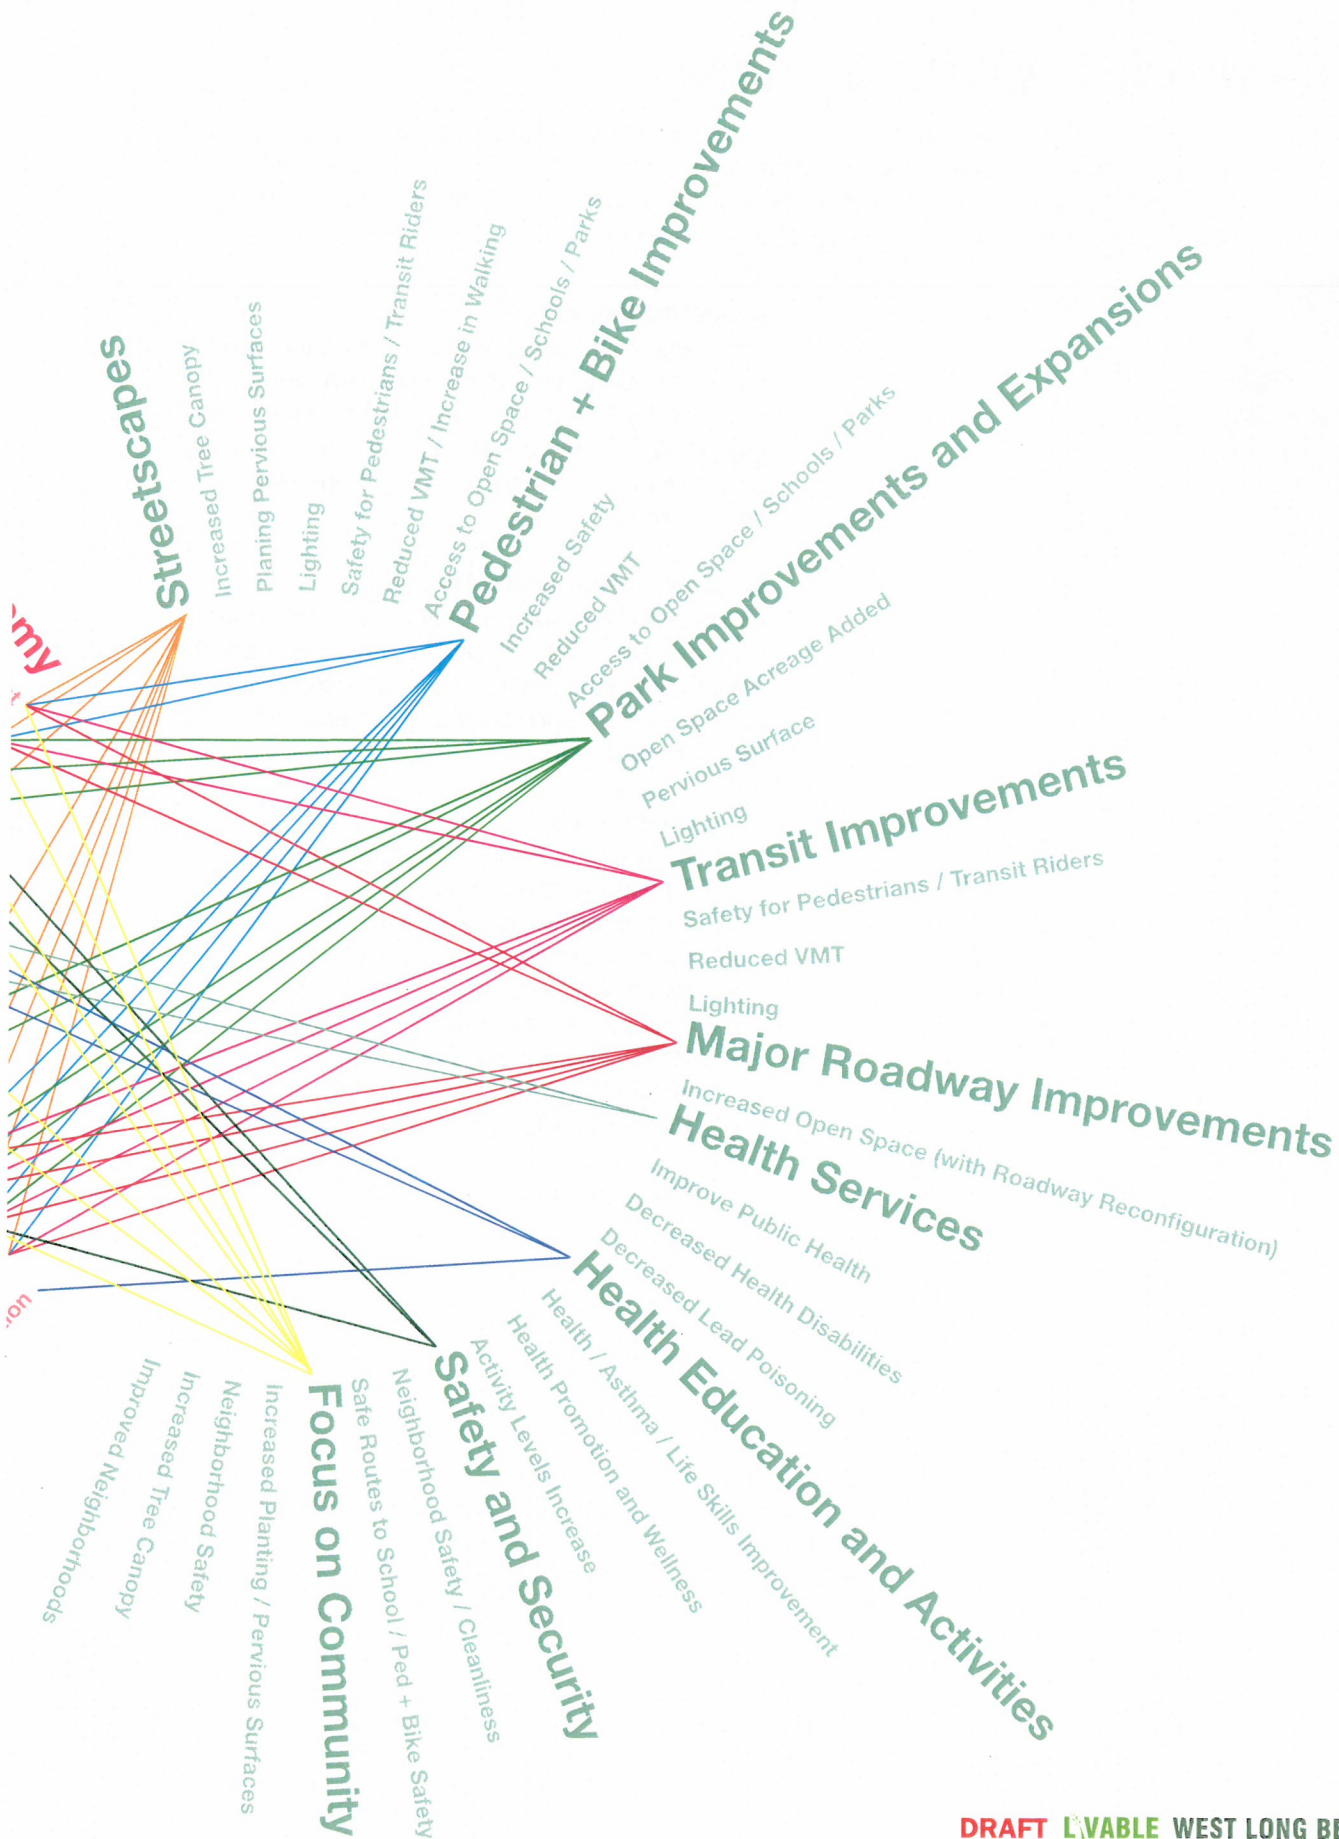 my
Streetscapes
Increased Tree Canopy
Planing Pervious Surfaces
Lighting
Safety for Pedestrians / Transit Riders
Reduced VMT / Increase in Walking
Access to Open Space / Schools / Parks
Pedestrian + Bike Improvements
Increased Safety
Reduced VMT
Access to Open Space / Schools / Parks
Park Improvements and Expansions
Open Space Acreage Added
Pervious Surface
Lighting
Transit Improvements
Safety for Pedestrians / Transit Riders
Reduced VMT
Lighting
Major Roadway Improvements
Increased Open Space (with Roadway Reconfiguration)
Health Services
Improve Public Health
Decreased Health Disabilities
Decreased Lead Poisoning
Health Education and Activities
Health / Asthma / Life Skills Improvement
Health Promotion and Wellness
Activity Levels Increase
Safety and Security
Neighborhood Safety / Cleanliness
Safe Routes to School / Ped + Bike Safety
Focus on Community
Increased Planting / Pervious Surfaces
Neighborhood Safety
Increased Tree Canopy
Improved Neighborhoods
on
DRAFT LIVABLE WEST LONG BE